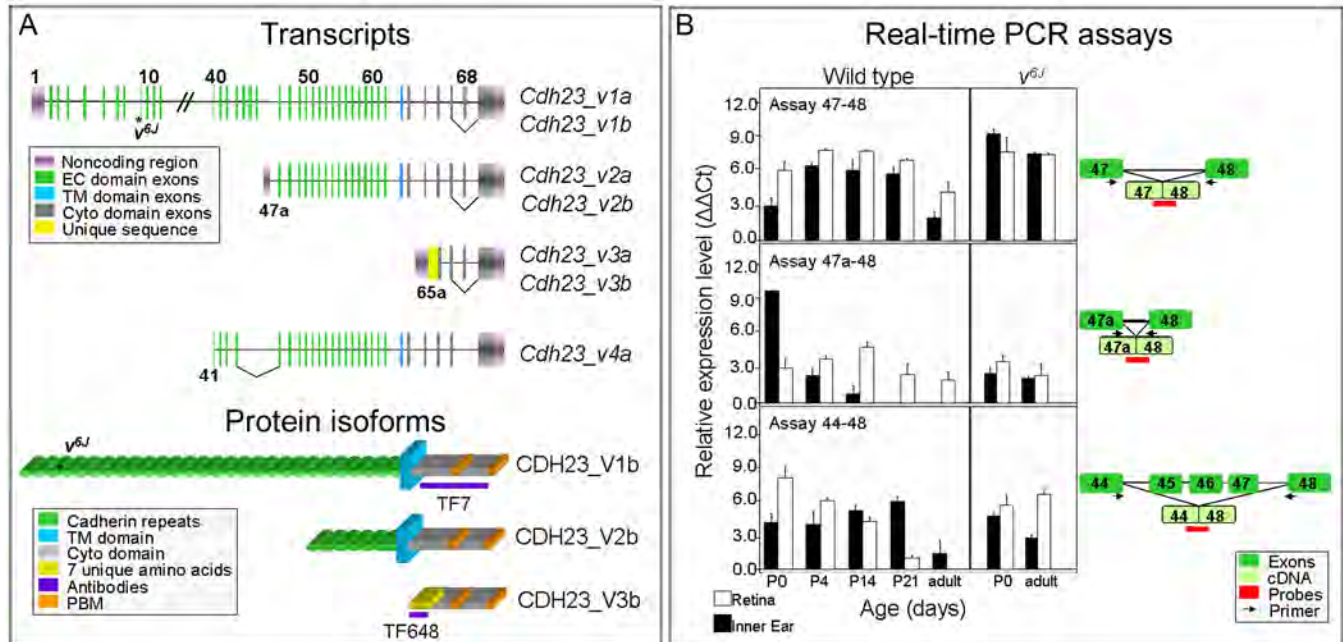 A
Transcripts
1 10 40 50 60 68
Cdh23_v1a
Cdh23_v1b
v6J
Noncoding region
EC domain exons
TM domain exons
Cyto domain exons
Unique sequence
47a
Cdh23_v2a
Cdh23_v2b
65a
Cdh23_v3a
Cdh23_v3b
41
Cdh23_v4a
Protein isoforms
v6J
CDH23_V1b
TF7
CDH23_V2b
CDH23_V3b
TF648
Cadherin repeats
TM domain
Cyto domain
7 unique amino acids
Antibodies
PBM
B
Real-time PCR assays
Wild type v6J
Relative expression level (ΔΔCt)
12.0
9.0
6.0
3.0
0.0
Assay 47-48
47 48
47 48
12.0
9.0
6.0
3.0
0.0
Assay 47a-48
47a 48
47a 48
12.0
9.0
6.0
3.0
0.0
Assay 44-48
44 45 46 47 48
44 48
P0 P4 P14 P21 adult P0 adult
Age (days)
Retina
Inner Ear
Exons
cDNA
Probes
Primer